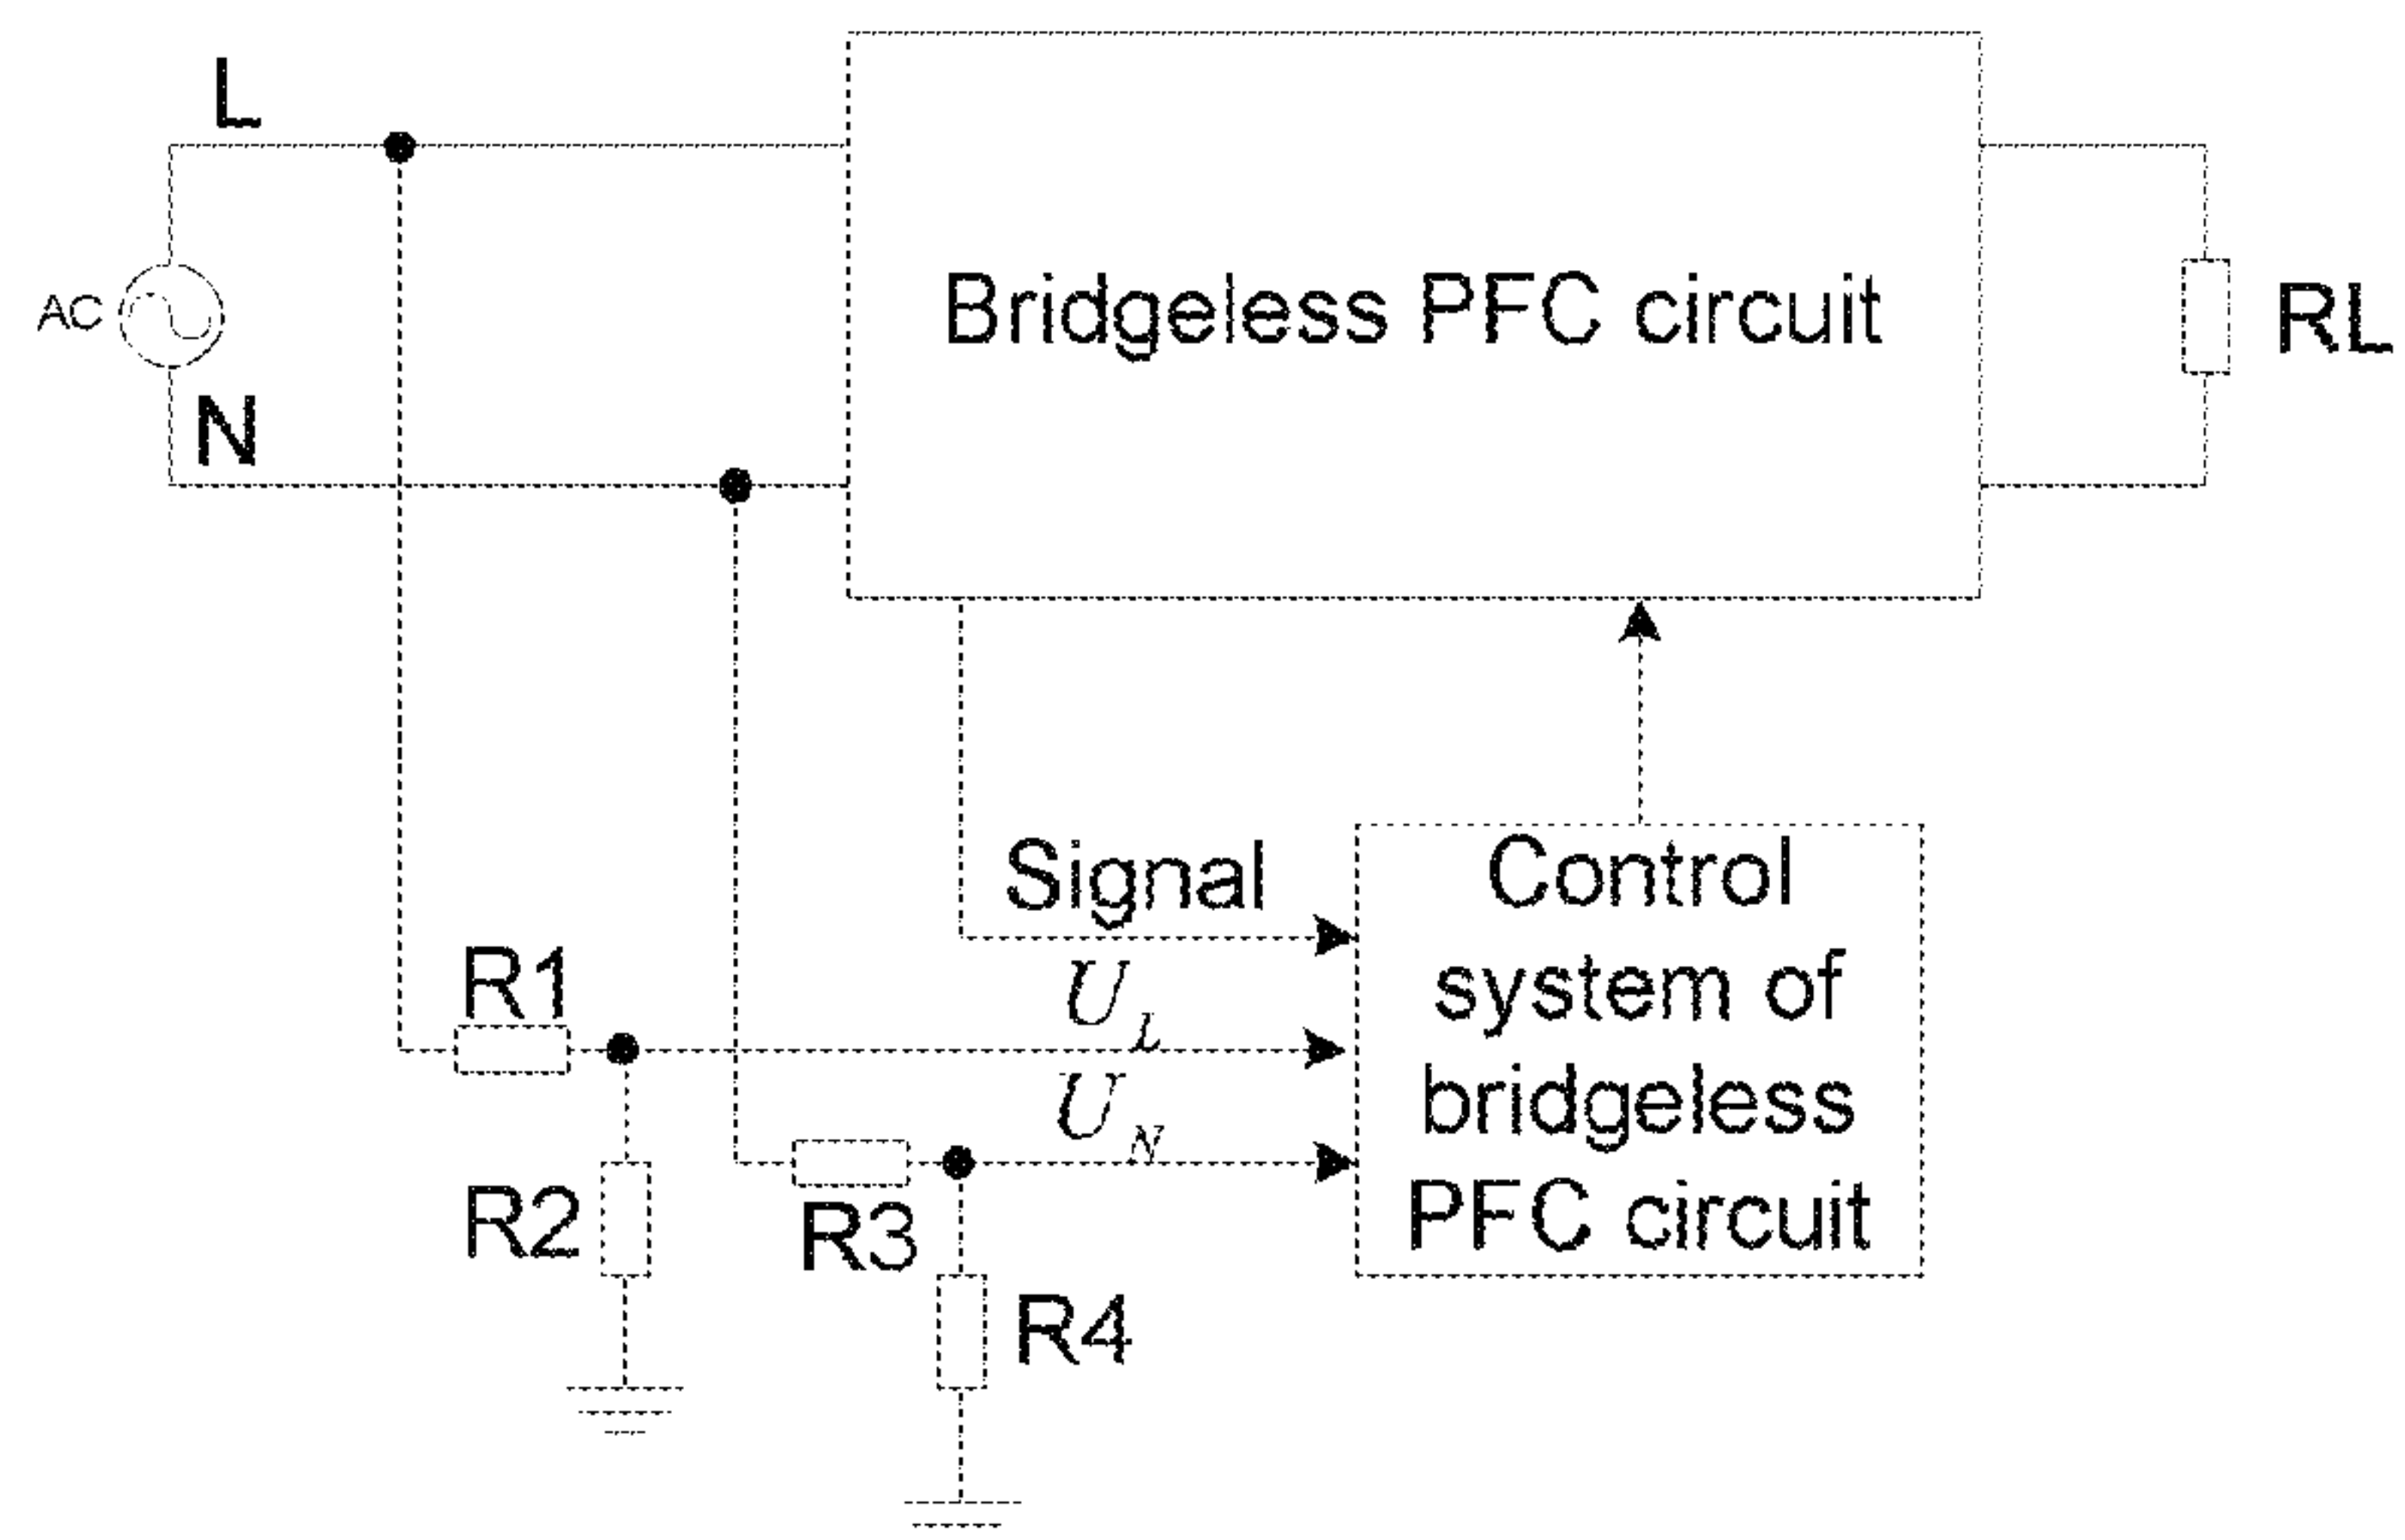 L
AC
Bridgeless PFC circuit
RL
N
Signal
Control
system of
bridgeless
PFC circuit
R1
U_L
U_N
R2
R3
R4